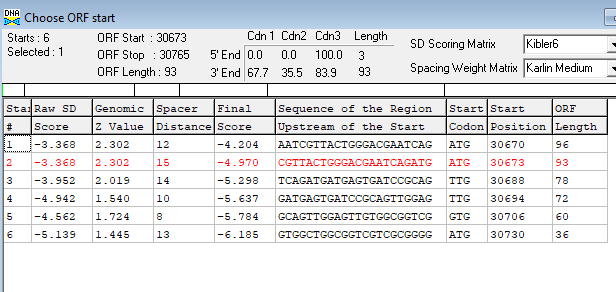 DNA Choose ORF start
Starts : 6 ORF Start : 30673 Cdn 1 Cdn2 Cdn3 Length SD Scoring Matrix Kibler6
Selected : 1 ORF Stop : 30765 5' End 0.0 0.0 100.0 3
ORF Length : 93 3' End 67.7 35.5 83.9 93 Spacing Weight Matrix Karlin Medium
Star Raw SD Genomic Spacer Final Sequence of the Region Start Start ORF
# Score Z Value Distance Score Upstream of the Start Codon Position Length
1 -3.368 2.302 12 -4.204 AATCGTTACTGGGACGAATCAG ATG 30670 96
2 -3.368 2.302 15 -4.970 CGTTACTGGGACGAATCAGATG ATG 30673 93
3 -3.952 2.019 14 -5.298 TCAGATGATGAGTGATCCGCAG TTG 30688 78
4 -4.942 1.540 10 -5.637 GATGAGTGATCCGCAGTTGGAG TTG 30694 72
5 -4.562 1.724 8 -5.784 GCAGTTGGAGTTGTGGCGGTCG GTG 30706 60
6 -5.139 1.445 13 -6.185 GTGGCTGGCGGTCGTCGCGGGG ATG 30730 36